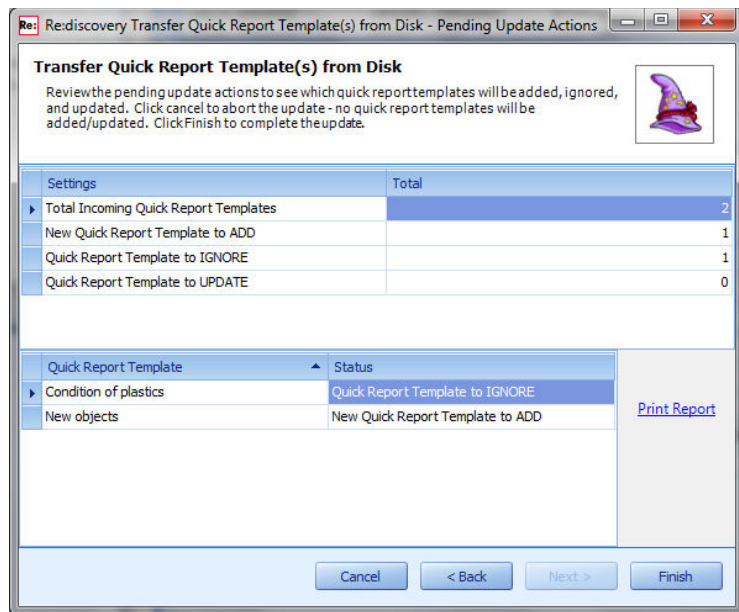 Re: Re:discovery Transfer Quick Report Template(s) from Disk - Pending Update Actions
Transfer Quick Report Template(s) from Disk
Review the pending update actions to see which quick report templates will be added, ignored,
and updated. Click cancel to abort the update - no quick report templates will be
added/updated. Click Finish to complete the update.
Settings Total
Total Incoming Quick Report Templates 2
New Quick Report Template to ADD 1
Quick Report Template to IGNORE 1
Quick Report Template to UPDATE 0
Quick Report Template Status
Condition of plastics Quick Report Template to IGNORE
New objects New Quick Report Template to ADD
Print Report
Cancel < Back Next > Finish